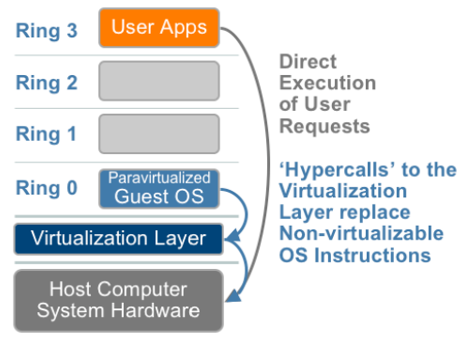 Ring 3
User Apps
Ring 2
Ring 1
Ring 0
Paravirtualized
Guest OS
Virtualization Layer
Host Computer
System Hardware
Direct
Execution
of User
Requests
‘Hypercalls’ to the
Virtualization
Layer replace
Non-virtualizable
OS Instructions